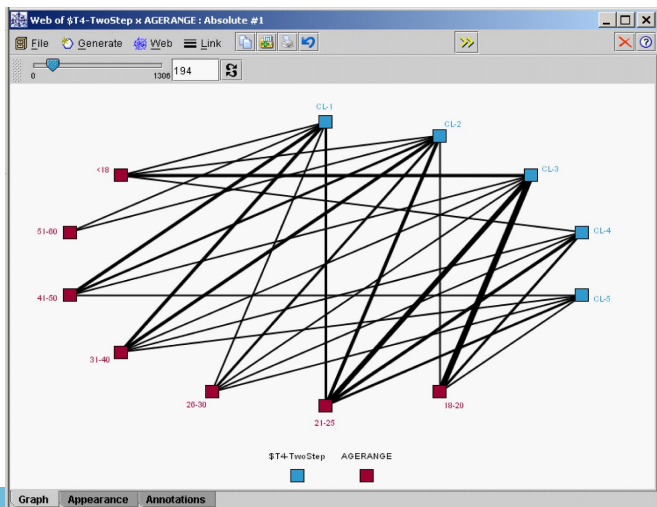 Web of $T4-TwoStep x AGERANGE : Absolute #1
File Generate Web Link
0 1306 194
CL-1
CL-2
<18 CL-3
51-60 CL-4
41-50 CL-5
31-40
26-30 18-20
21-25
$T4-TwoStep AGERANGE
Graph Appearance Annotations